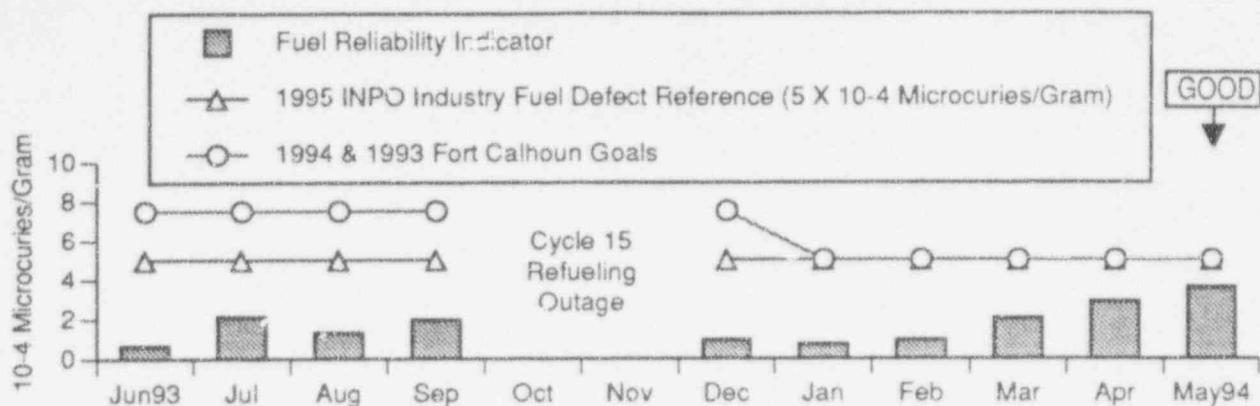 Fuel Reliability Indicator
1995 INPO Industry Fuel Defect Reference (5 X 10-4 Microcuries/Gram)
1994 & 1993 Fort Calhoun Goals
GOOD
10-4 Microcuries/Gram
10
8
6
4
2
0
Cycle 15
Refueling
Outage
Jun93 Jul Aug Sep Oct Nov Dec Jan Feb Mar Apr May94